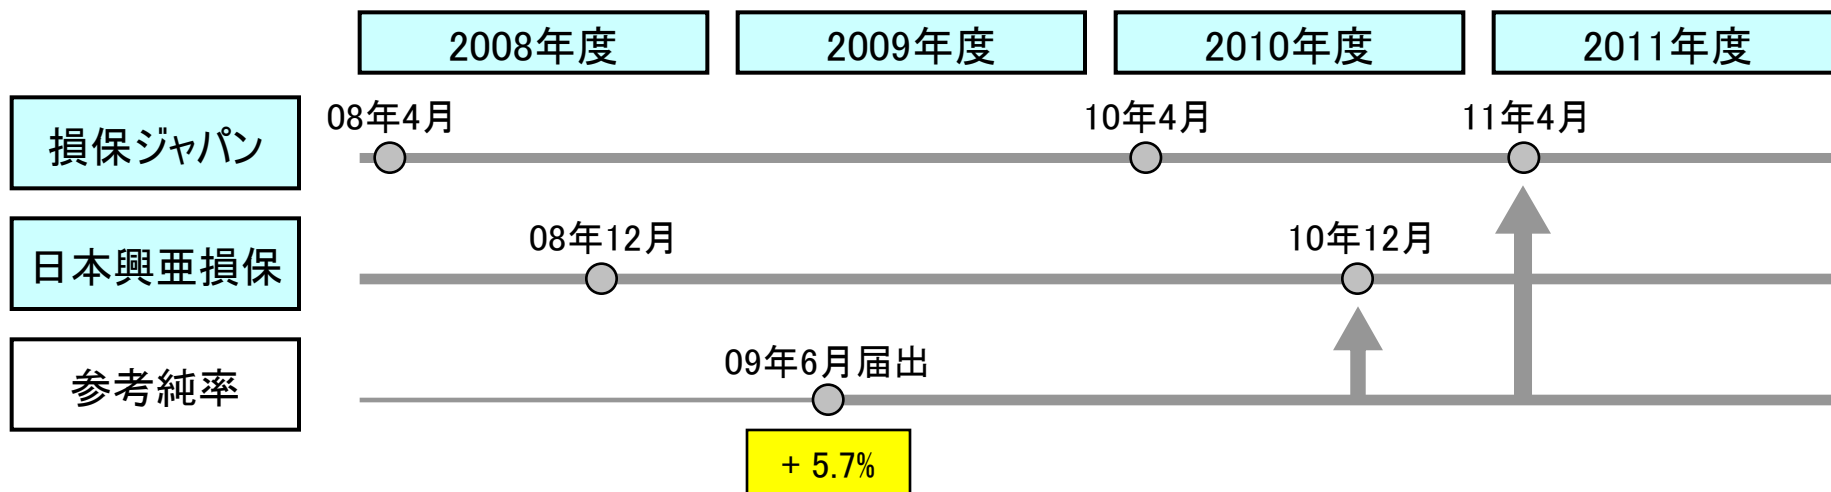 2008年度 2009年度 2010年度 2011年度
損保ジャパン 08年4月 10年4月 11年4月
日本興亜損保 08年12月 10年12月
参考純率 09年6月届出
+ 5.7%